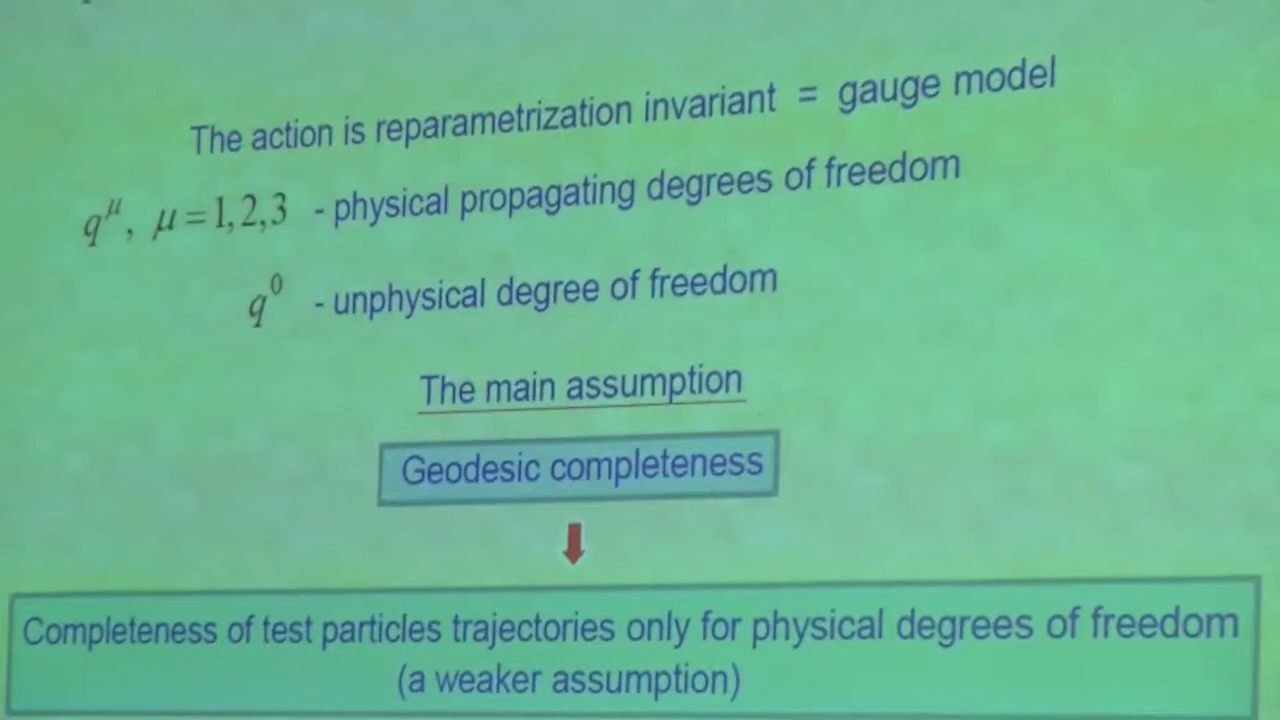 The action is reparametrization invariant = gauge model
q^μ, μ=1,2,3 - physical propagating degrees of freedom
q^0 - unphysical degree of freedom
The main assumption
Geodesic completeness
Completeness of test particles trajectories only for physical degrees of freedom
(a weaker assumption)